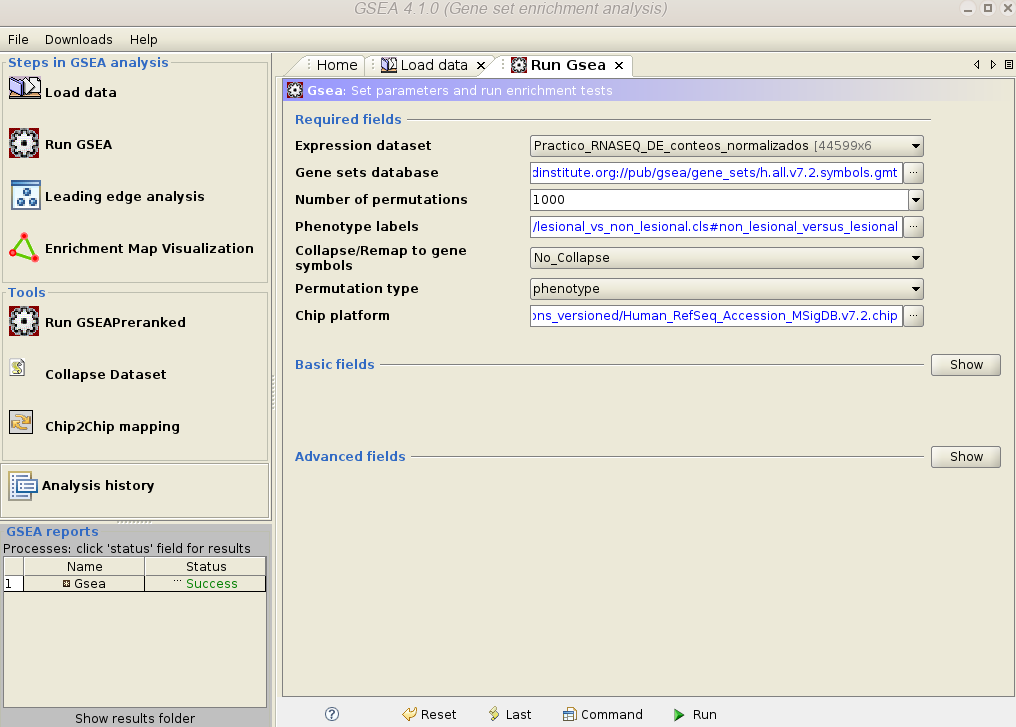 GSEA 4.1.0 (Gene set enrichment analysis)
File Downloads Help
Steps in GSEA analysis
Load data
Run GSEA
Leading edge analysis
Enrichment Map Visualization
Tools
Run GSEAPreranked
Collapse Dataset
Chip2Chip mapping
Analysis history
GSEA reports
Processes: click 'status' field for results
Name Status
1 Gsea ... Success
Show results folder
Home Load data Run Gsea
Gsea: Set parameters and run enrichment tests
Required fields
Expression dataset Practico_RNASEQ_DE_conteos_normalizados [44599x6
Gene sets database dinstitute.org://pub/gsea/gene_sets/h.all.v7.2.symbols.gmt ...
Number of permutations 1000
Phenotype labels /lesional_vs_non_lesional.cls#non_lesional_versus_lesional ...
Collapse/Remap to gene
symbols No_Collapse
Permutation type phenotype
Chip platform ons_versioned/Human_RefSeq_Accession_MSigDB.v7.2.chip ...
Basic fields Show
Advanced fields Show
? Reset Last Command Run